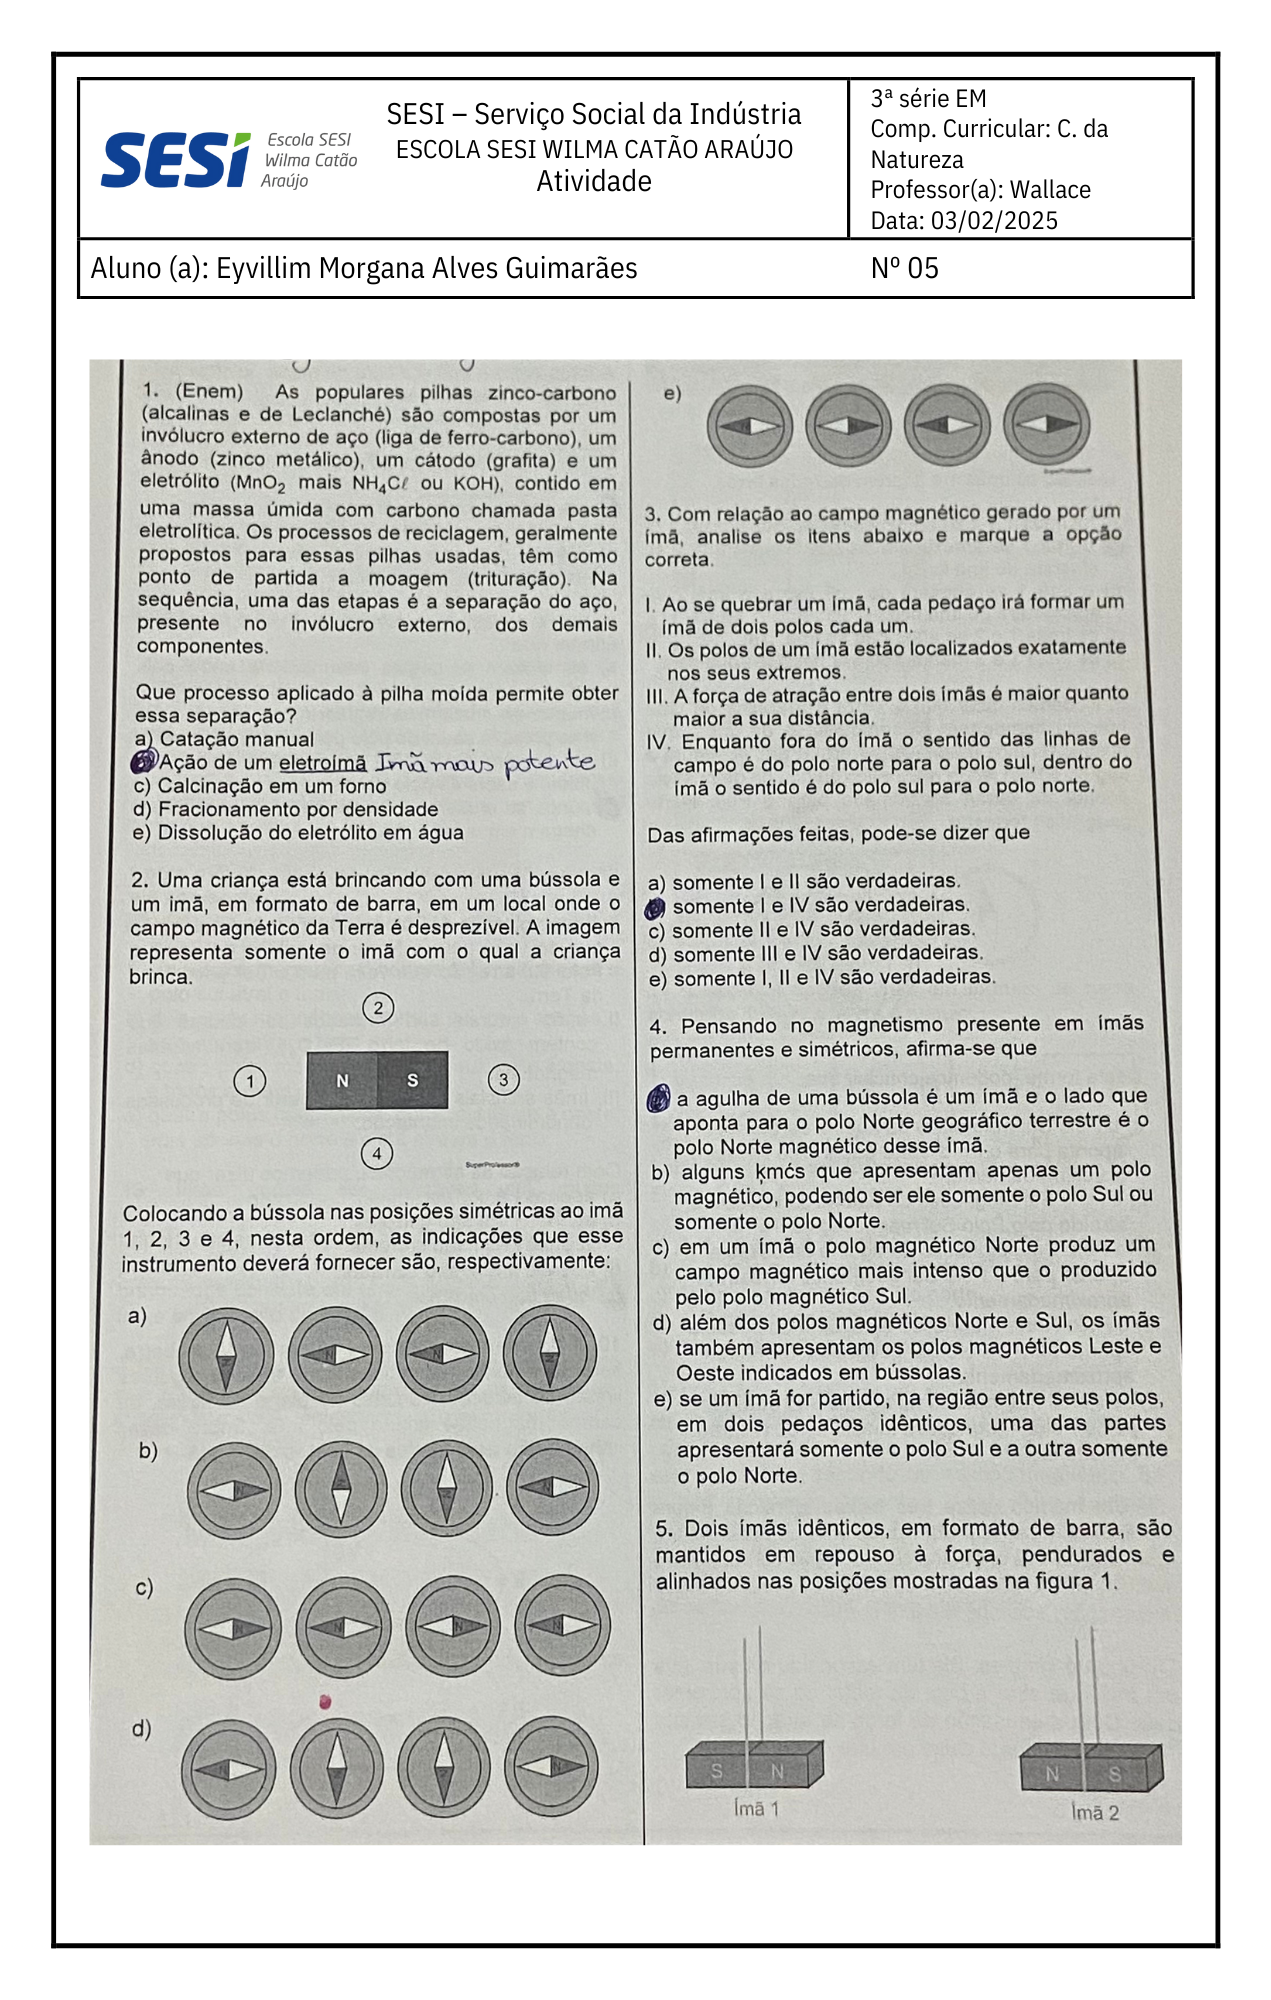 SESI
Escola SESI
Wilma Catão
Araújo
SESI – Serviço Social da Indústria
ESCOLA SESI WILMA CATÃO ARAÚJO
Atividade
3ª série EM
Comp. Curricular: C. da
Natureza
Professor(a): Wallace
Data: 03/02/2025
Aluno (a): Eyvillim Morgana Alves Guimarães
Nº 05
1. (Enem) As populares pilhas zinco-carbono
(alcalinas e de Leclanché) são compostas por um
invólucro externo de aço (liga de ferro-carbono), um
ânodo (zinco metálico), um cátodo (grafita) e um
eletrólito (MnO₂ mais NH₄Cℓ ou KOH), contido em
uma massa úmida com carbono chamada pasta
eletrolítica. Os processos de reciclagem, geralmente
propostos para essas pilhas usadas, têm como
ponto de partida a moagem (trituração). Na
sequência, uma das etapas é a separação do aço,
presente no invólucro externo, dos demais
componentes.
Que processo aplicado à pilha moída permite obter
essa separação?
a) Catação manual
Ação de um eletroímã Imã mais potente
c) Calcinação em um forno
d) Fracionamento por densidade
e) Dissolução do eletrólito em água
2. Uma criança está brincando com uma bússola e
um imã, em formato de barra, em um local onde o
campo magnético da Terra é desprezível. A imagem
representa somente o imã com o qual a criança
brinca.
2
1 N S 3
4
SuperProfessor®
Colocando a bússola nas posições simétricas ao imã
1, 2, 3 e 4, nesta ordem, as indicações que esse
instrumento deverá fornecer são, respectivamente:
a)
N N N N
b)
N N N N
c)
N N N N
d)
N N N N
e)
SuperProfessor®
3. Com relação ao campo magnético gerado por um
ímã, analise os itens abaixo e marque a opção
correta.
I. Ao se quebrar um ímã, cada pedaço irá formar um
ímã de dois polos cada um.
II. Os polos de um ímã estão localizados exatamente
nos seus extremos.
III. A força de atração entre dois ímãs é maior quanto
maior a sua distância.
IV. Enquanto fora do ímã o sentido das linhas de
campo é do polo norte para o polo sul, dentro do
ímã o sentido é do polo sul para o polo norte.
Das afirmações feitas, pode-se dizer que
a) somente I e II são verdadeiras.
somente I e IV são verdadeiras.
c) somente II e IV são verdadeiras.
d) somente III e IV são verdadeiras.
e) somente I, II e IV são verdadeiras.
4. Pensando no magnetismo presente em ímãs
permanentes e simétricos, afirma-se que
a agulha de uma bússola é um ímã e o lado que
aponta para o polo Norte geográfico terrestre é o
polo Norte magnético desse ímã.
b) alguns ķmćs que apresentam apenas um polo
magnético, podendo ser ele somente o polo Sul ou
somente o polo Norte.
c) em um ímã o polo magnético Norte produz um
campo magnético mais intenso que o produzido
pelo polo magnético Sul.
d) além dos polos magnéticos Norte e Sul, os ímãs
também apresentam os polos magnéticos Leste e
Oeste indicados em bússolas.
e) se um ímã for partido, na região entre seus polos,
em dois pedaços idênticos, uma das partes
apresentará somente o polo Sul e a outra somente
o polo Norte.
5. Dois ímãs idênticos, em formato de barra, são
mantidos em repouso à força, pendurados e
alinhados nas posições mostradas na figura 1.
S N N S
Ímã 1 Ímã 2